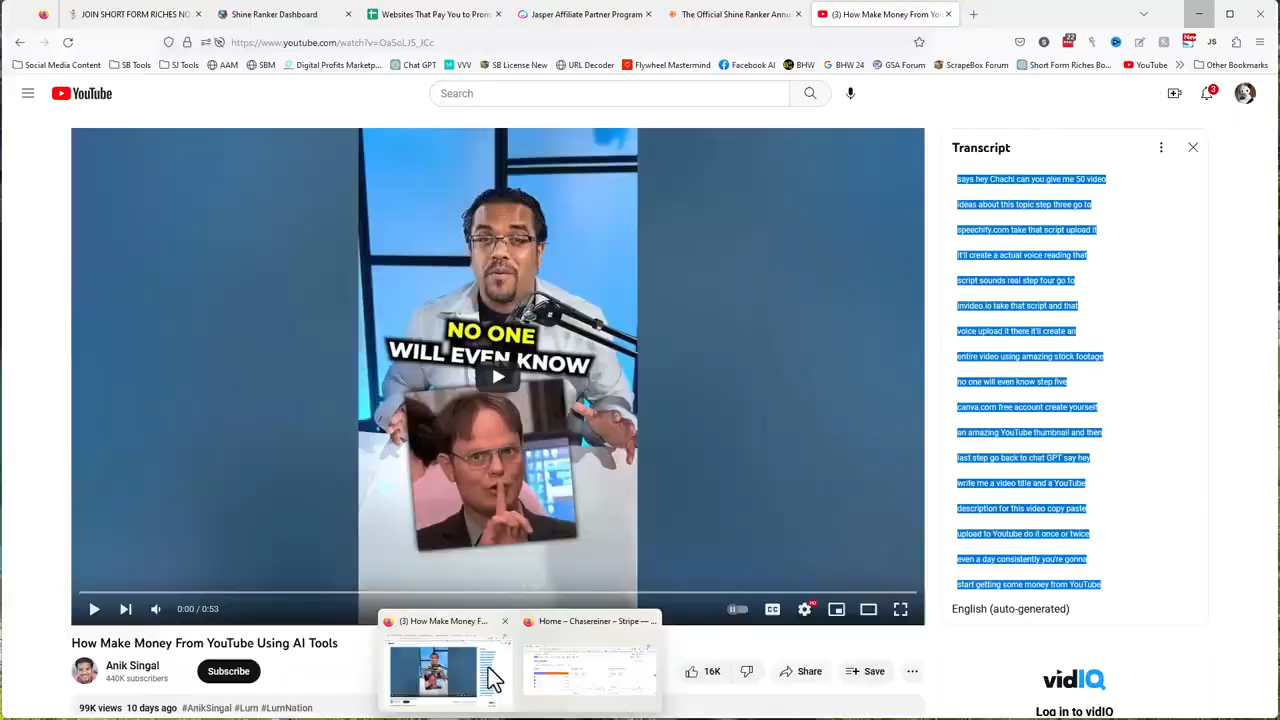 JOIN SHORT FORM RICHES NO
Shine Ranker Dashboard
Websites That Pay You to Prom
Jasper Affiliate Partner Program
The Official Shine Ranker Annu
(3) How Make Money From You
https://www.youtube.com/watch?v=Oa5oLJ5_JCc
22
New
JS
Social Media Content
SB Tools
SJ Tools
AAM
SBM
Digital Profits Marketp...
Chat GPT
VVV
SB License New
URL Decoder
Flywheel Mastermind
Facebook AI
BHW
BHW 24
GSA Forum
ScrapeBox Forum
Short Form Riches Bo...
YouTube
Other Bookmarks
YouTube
Search
3
Transcript
says hey Chachi can you give me 50 video
ideas about this topic step three go to
speechify.com take that script upload it
it'll create a actual voice reading that
script sounds real step four go to
invideo.io take that script and that
voice upload it there it'll create an
entire video using amazing stock footage
no one will even know step five
canva.com free account create yourself
an amazing YouTube thumbnail and then
last step go back to chat GPT say hey
write me a video title and a YouTube
description for this video copy paste
upload to Youtube do it once or twice
even a day consistently you're gonna
start getting some money from YouTube
English (auto-generated)
NO ONE
WILL EVEN KNOW
0:00 / 0:53
CC
HD
(3) How Make Money F...
Home – Chasereiner – Stripe — ...
How Make Money From YouTube Using AI Tools
Anik Singal
440K subscribers
Subscribe
16K
Share
Save
99K views 10 days ago #AnikSingal #Lum #LumNation
vidIQ
Log in to vidIQ